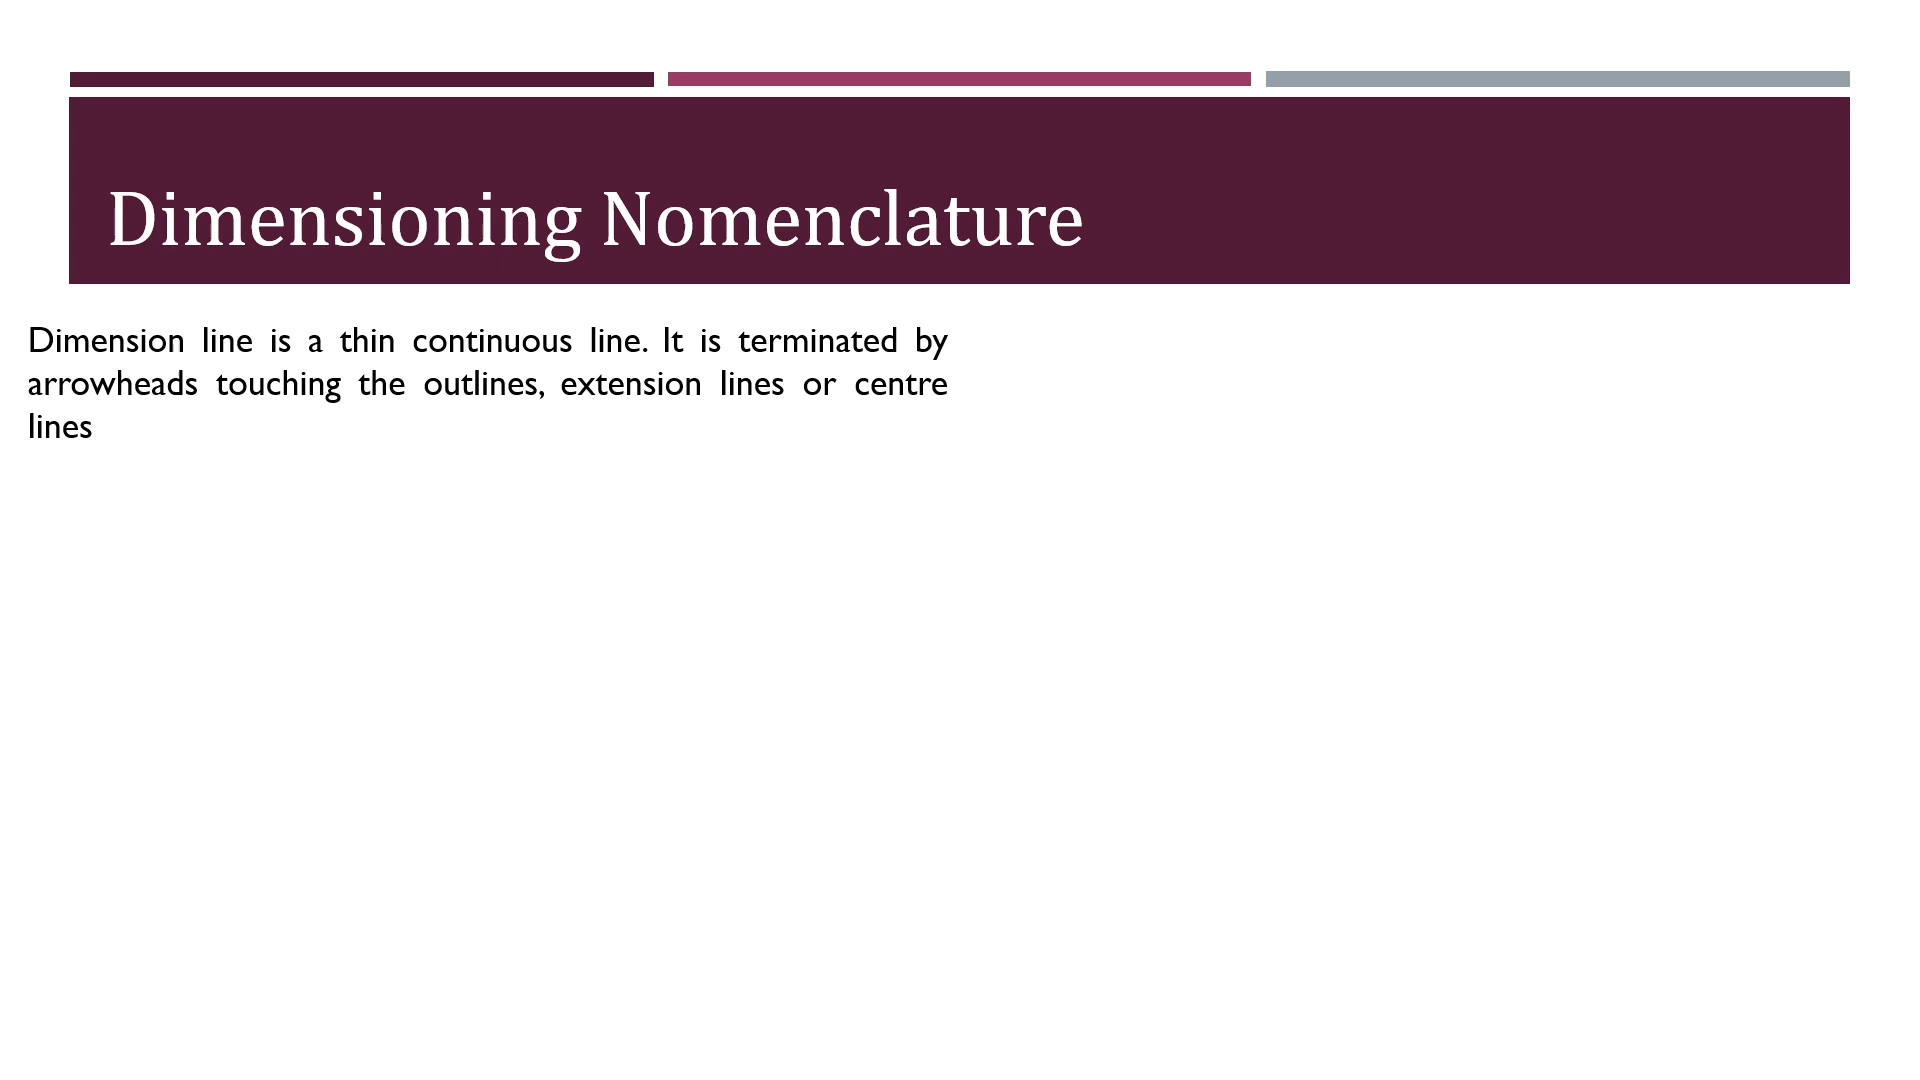 Dimensioning Nomenclature
Dimension line is a thin continuous line. It is terminated by
arrowheads touching the outlines, extension lines or centre
lines